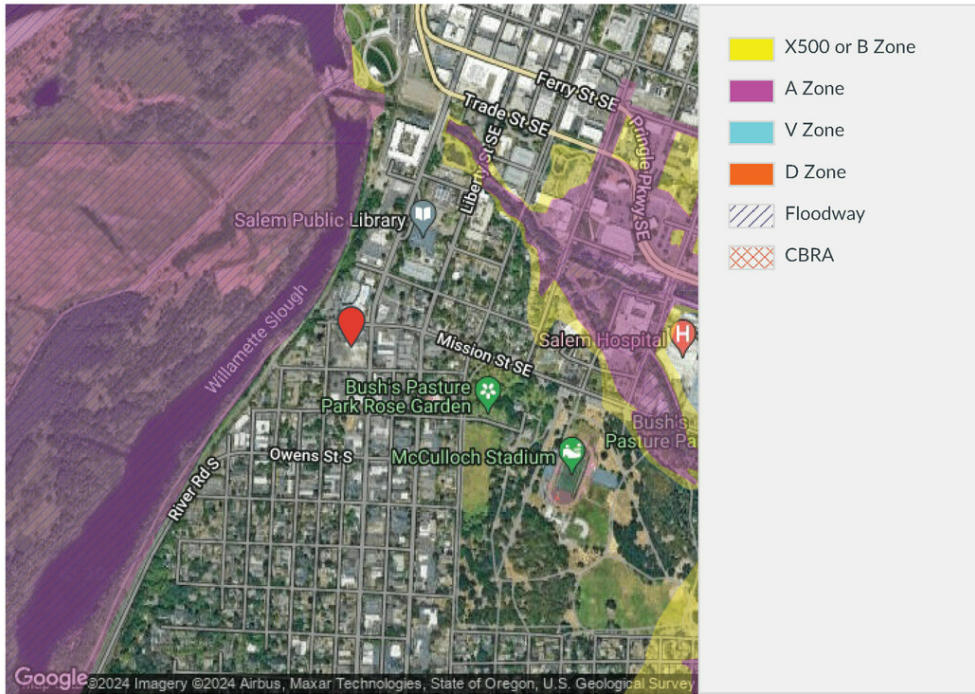 Ferry St SE
Trade St SE
Pringle Pkwy SE
Liberty St SE
Salem Public Library
Willamette Slough
H
Salem Hospital
Mission St SE
Bush's Pasture
Park Rose Garden
Bush's
Pasture Pa
McCulloch Stadium
Owens St S
River Rd S
Google
©2024 Imagery ©2024 Airbus, Maxar Technologies, State of Oregon, U.S. Geological Survey
X500 or B Zone
A Zone
V Zone
D Zone
Floodway
CBRA